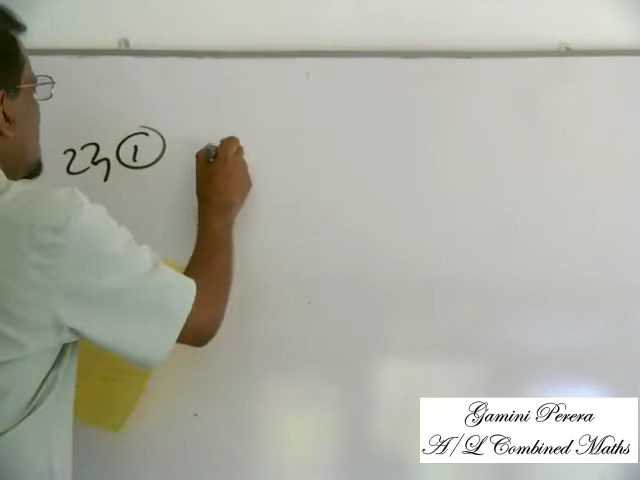 23 ①
Gamini Perera
A/L Combined Maths